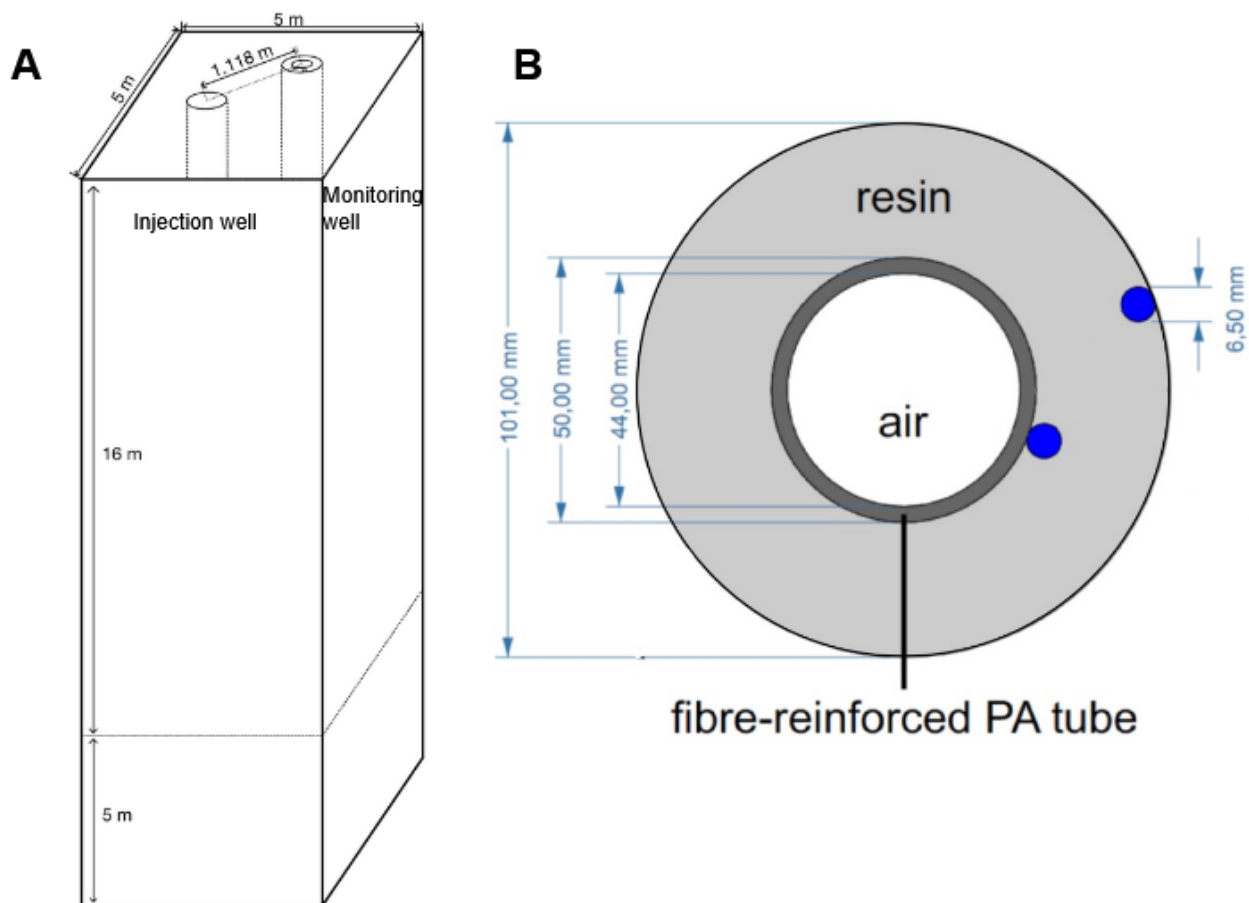 A
5 m
5 m
1.118 m
Injection well
Monitoring
well
16 m
5 m
B
resin
air
101,00 mm
50,00 mm
44,00 mm
6,50 mm
fibre-reinforced PA tube